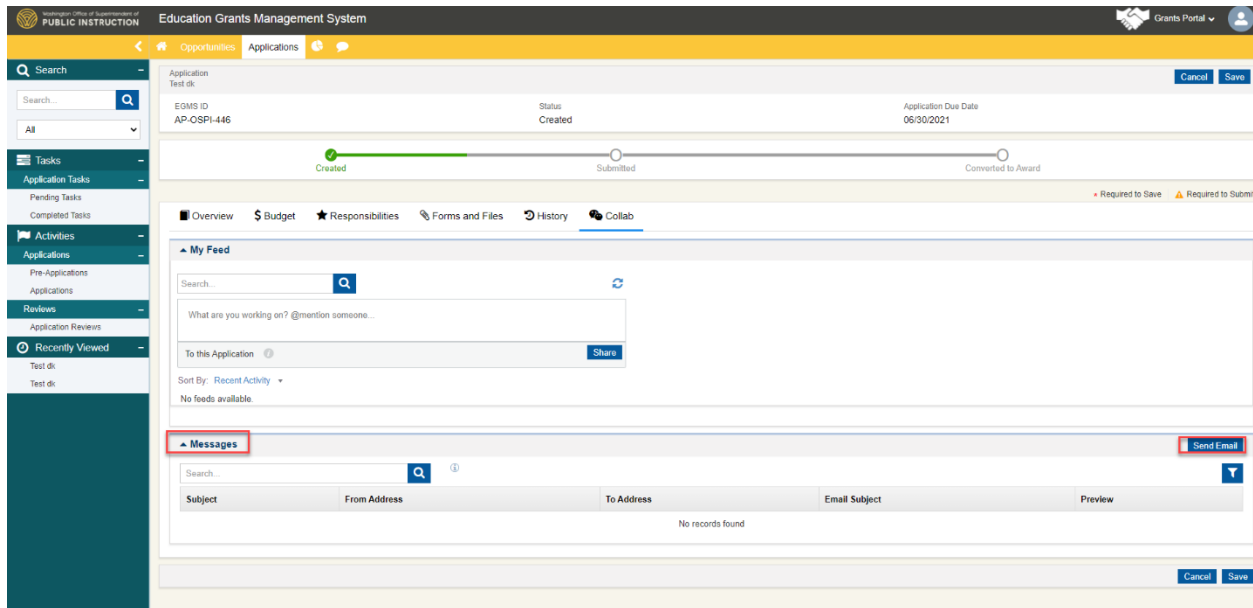 Washington Office of Superintendent of
PUBLIC INSTRUCTION
Education Grants Management System
Grants Portal
Opportunities
Applications
Search
Search...
All
Tasks
Application Tasks
Pending Tasks
Completed Tasks
Activities
Applications
Pre-Applications
Applications
Reviews
Application Reviews
Recently Viewed
Test dk
Test dk
Application
Test dk
Cancel Save
EGMS ID
AP-OSPI-446
Status
Created
Application Due Date
06/30/2021
Created
Submitted
Converted to Award
Required to Save
Required to Submi
Overview
$ Budget
Responsibilities
Forms and Files
History
Collab
My Feed
Search...
What are you working on? @mention someone...
To this Application
Share
Sort By: Recent Activity
No feeds available.
Messages
Send Email
Search...
Subject From Address To Address Email Subject Preview
No records found
Cancel Save